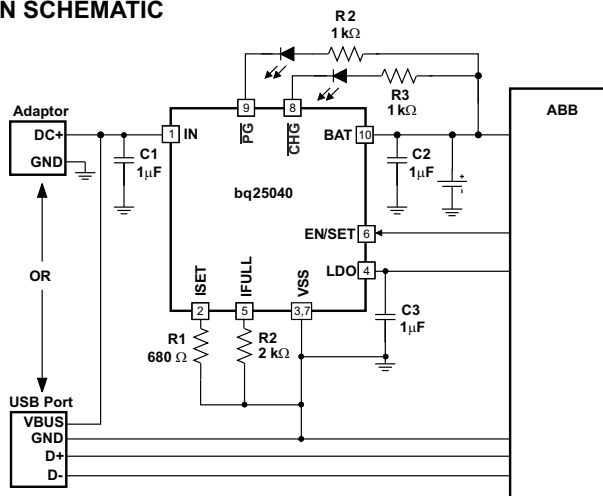 N SCHEMATIC
R2
1 kΩ
R3
1 kΩ
Adaptor
DC+
GND
C1
1μF
1
IN
9
PG
8
CHG
BAT
10
C2
1μF
+
-
ABB
bq25040
EN/SET
6
LDO
4
C3
1μF
OR
ISET
IFULL
VSS
2
5
3,7
R1
680 Ω
R2
2 kΩ
USB Port
VBUS
GND
D+
D-